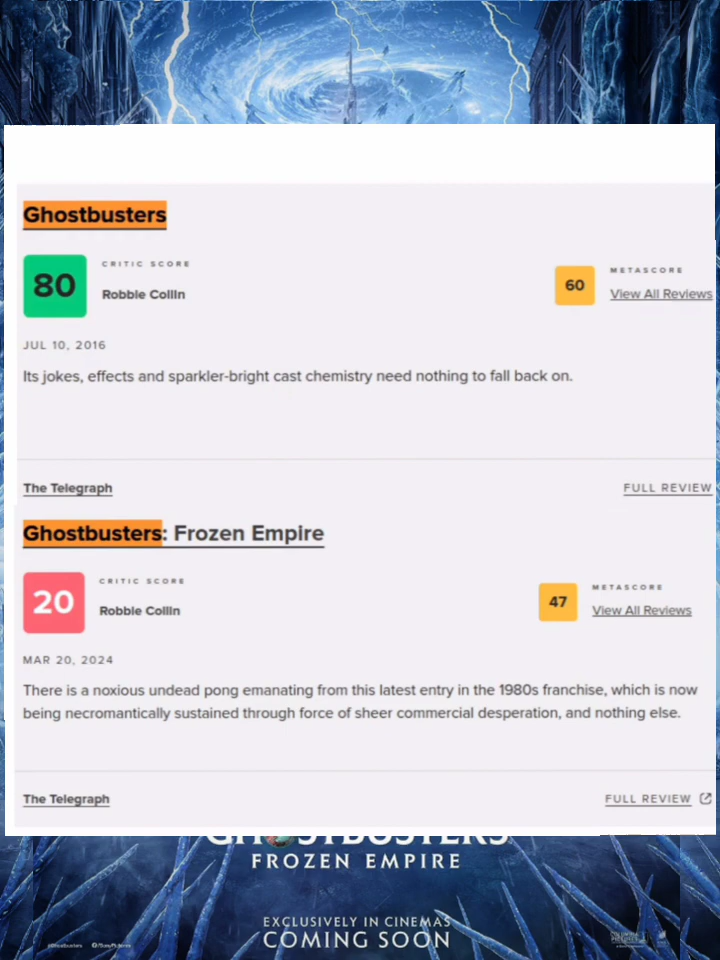 Ghostbusters
80
CRITIC SCORE
Robbie Collin
60
METASCORE
View All Reviews
JUL 10, 2016
Its jokes, effects and sparkler-bright cast chemistry need nothing to fall back on.
The Telegraph
FULL REVIEW
Ghostbusters: Frozen Empire
20
CRITIC SCORE
Robbie Collin
47
METASCORE
View All Reviews
MAR 20, 2024
There is a noxious undead pong emanating from this latest entry in the 1980s franchise, which is now
being necromantically sustained through force of sheer commercial desperation, and nothing else.
The Telegraph
FULL REVIEW
GHOSTBUSTERS
FROZEN EMPIRE
EXCLUSIVELY IN CINEMAS
COMING SOON